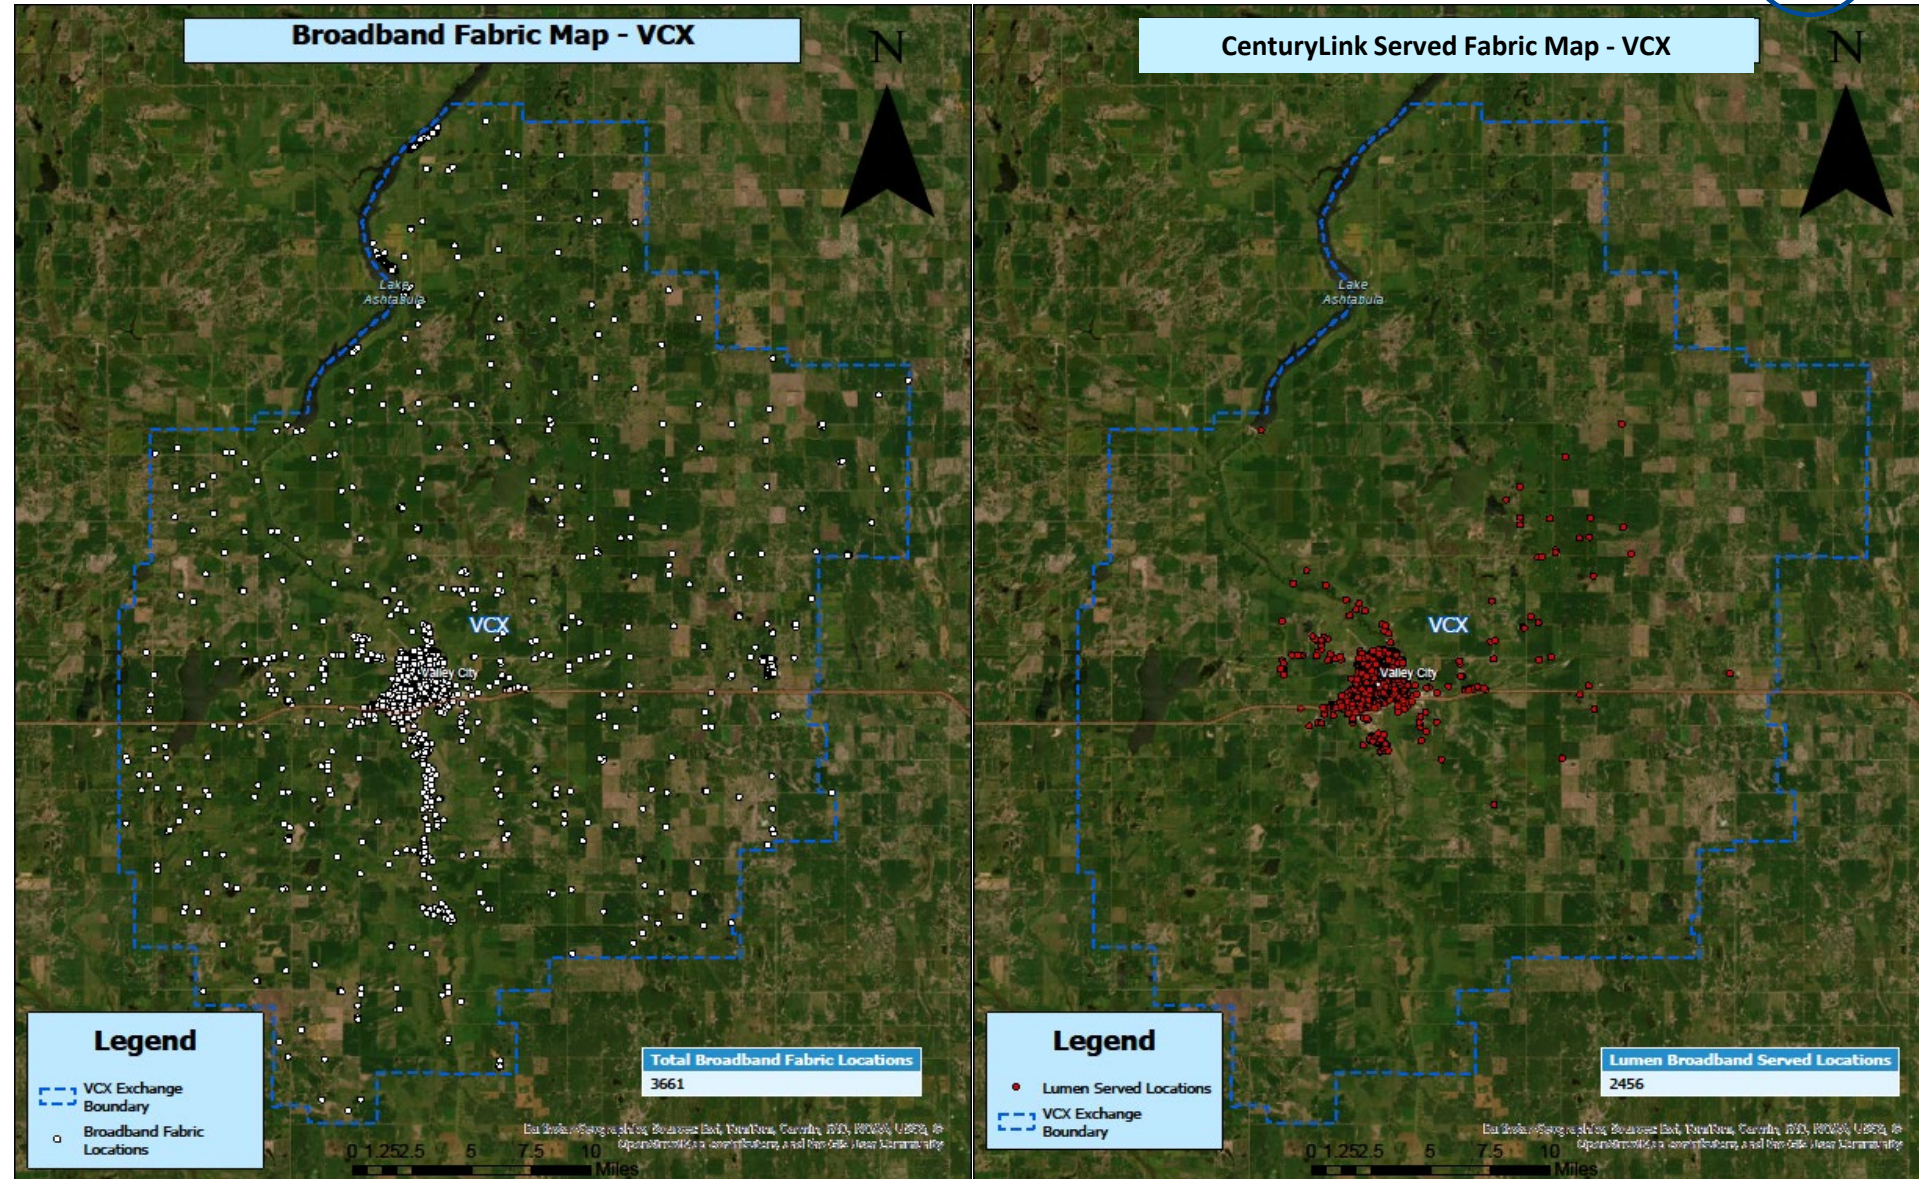 Broadband Fabric Map - VCX
N
Lake
Ashtabula
VCX
Valley City
Legend
VCX Exchange
Boundary
Broadband Fabric
Locations
Total Broadband Fabric Locations
3661
0 1.252.5 5 7.5 10
Miles
CenturyLink Served Fabric Map - VCX
N
Lake
Ashtabula
VCX
Valley City
Legend
Lumen Served Locations
VCX Exchange
Boundary
Lumen Broadband Served Locations
2456
0 1.252.5 5 7.5 10
Miles